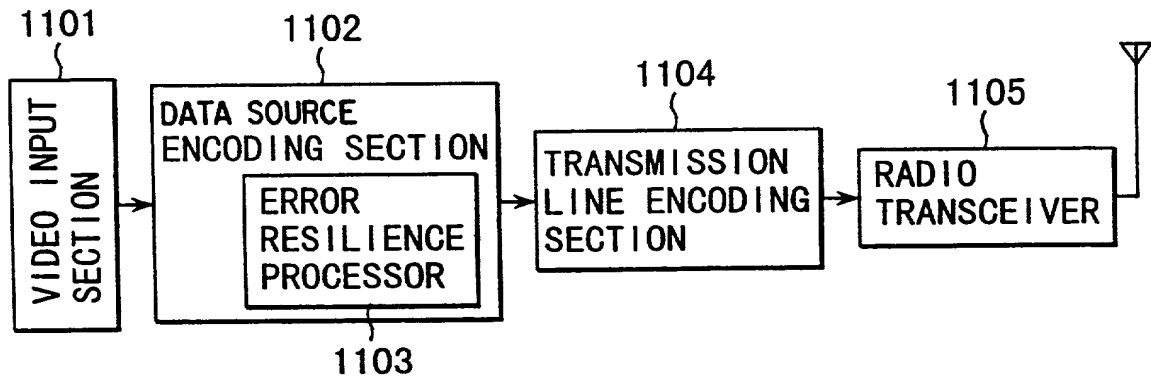 1101
VIDEO INPUT
SECTION
1102
DATA SOURCE
ENCODING SECTION
ERROR
RESILIENCE
PROCESSOR
1103
1104
TRANSMISSION
LINE ENCODING
SECTION
1105
RADIO
TRANSCEIVER